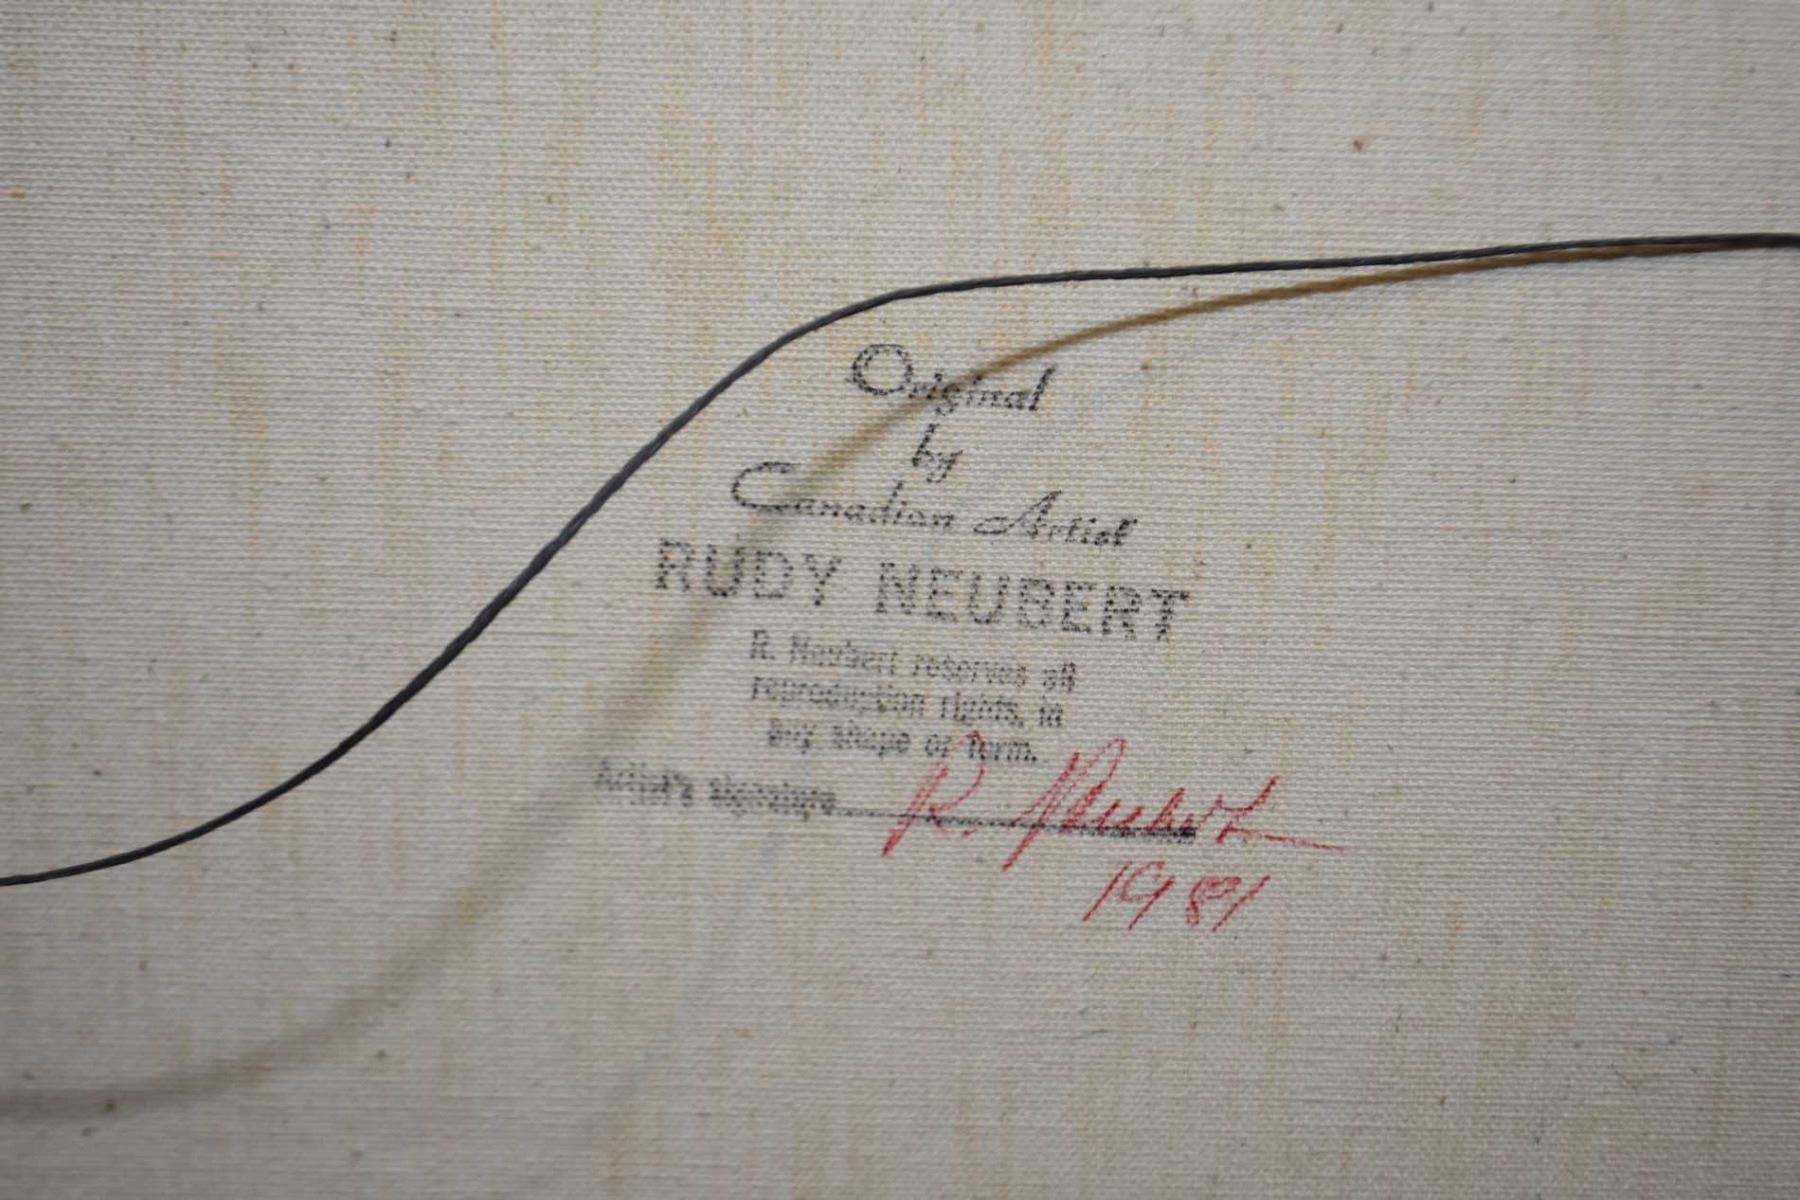 Original
by
Canadian Artist
RUDY NEUBERT
R. Neubert reserves all
reproduction rights, in
any shape or form.
Artist's signature........ R. Neubert
1981